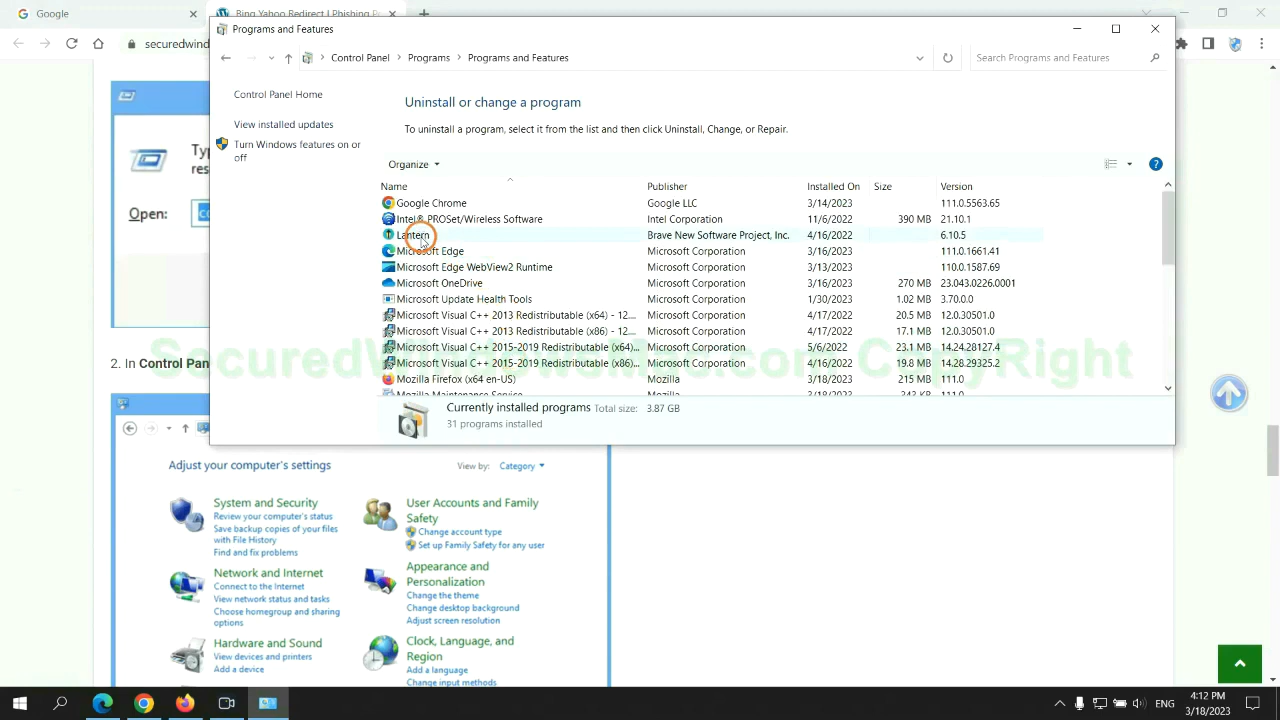 Google
Bing Yahoo Redirect | Phishing P
securedwind
Programs and Features
Control Panel > Programs > Programs and Features
Search Programs and Features
Control Panel Home
View installed updates
Turn Windows features on or
off
Uninstall or change a program
To uninstall a program, select it from the list and then click Uninstall, Change, or Repair.
Organize
Name Publisher Installed On Size Version
Google Chrome Google LLC 3/14/2023 111.0.5563.65
Intel® PROSet/Wireless Software Intel Corporation 11/6/2022 390 MB 21.10.1
Lantern Brave New Software Project, Inc. 4/16/2022 6.10.5
Microsoft Edge Microsoft Corporation 3/16/2023 111.0.1661.41
Microsoft Edge WebView2 Runtime Microsoft Corporation 3/13/2023 110.0.1587.69
Microsoft OneDrive Microsoft Corporation 3/16/2023 270 MB 23.043.0226.0001
Microsoft Update Health Tools Microsoft Corporation 1/30/2023 1.02 MB 3.70.0.0
Microsoft Visual C++ 2013 Redistributable (x64) - 12.... Microsoft Corporation 4/17/2022 20.5 MB 12.0.30501.0
Microsoft Visual C++ 2013 Redistributable (x86) - 12.... Microsoft Corporation 4/17/2022 17.1 MB 12.0.30501.0
Microsoft Visual C++ 2015-2019 Redistributable (x64)... Microsoft Corporation 5/6/2022 23.1 MB 14.24.28127.4
Microsoft Visual C++ 2015-2019 Redistributable (x86)... Microsoft Corporation 4/16/2022 19.8 MB 14.28.29325.2
Mozilla Firefox (x64 en-US) Mozilla 3/18/2023 215 MB 111.0
Mozilla Maintenance Service Mozilla 3/18/2023 343 KB 111.0
Currently installed programs Total size: 3.87 GB
31 programs installed
Typ
res
Open: co
2. In Control Pan
Adjust your computer's settings
View by: Category
System and Security
Review your computer's status
Save backup copies of your files
with File History
Find and fix problems
Network and Internet
Connect to the Internet
View network status and tasks
Choose homegroup and sharing
options
Hardware and Sound
View devices and printers
Add a device
User Accounts and Family
Safety
Change account type
Set up Family Safety for any user
Appearance and
Personalization
Change the theme
Change desktop background
Adjust screen resolution
Clock, Language, and
Region
Add a language
Change input methods
ENG
4:12 PM
3/18/2023